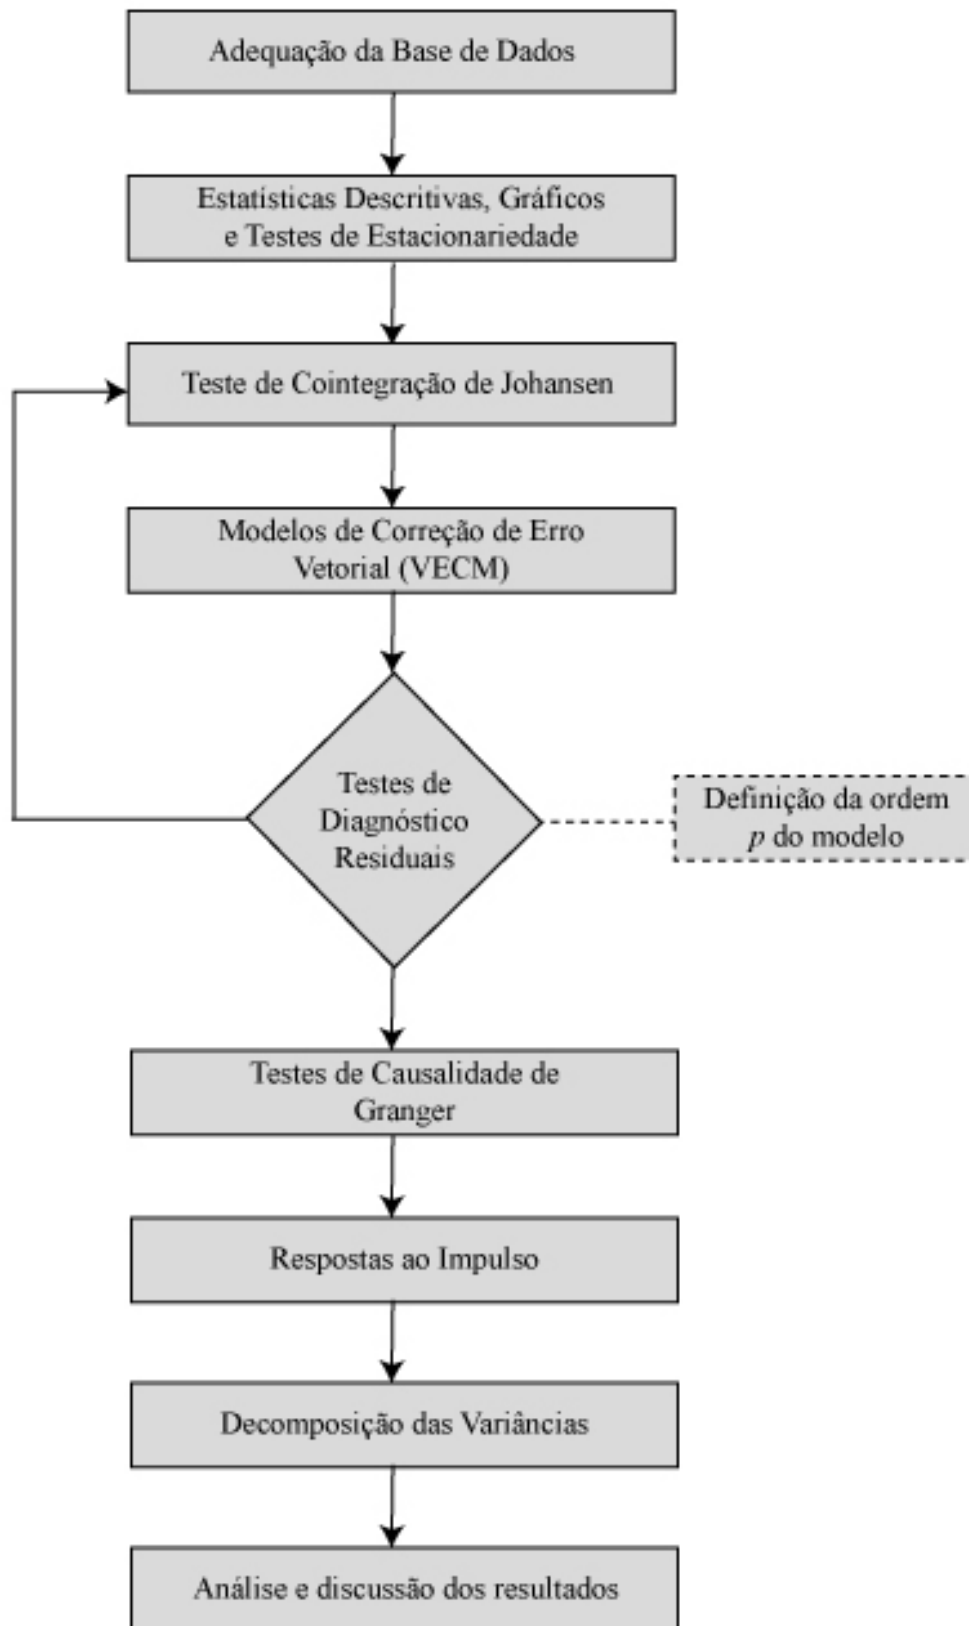 Adequação da Base de Dados
Estatísticas Descritivas, Gráficos
e Testes de Estacionariedade
Teste de Cointegração de Johansen
Modelos de Correção de Erro
Vetorial (VECM)
Testes de
Diagnóstico
Residuais
Definição da ordem
p do modelo
Testes de Causalidade de
Granger
Respostas ao Impulso
Decomposição das Variâncias
Análise e discussão dos resultados